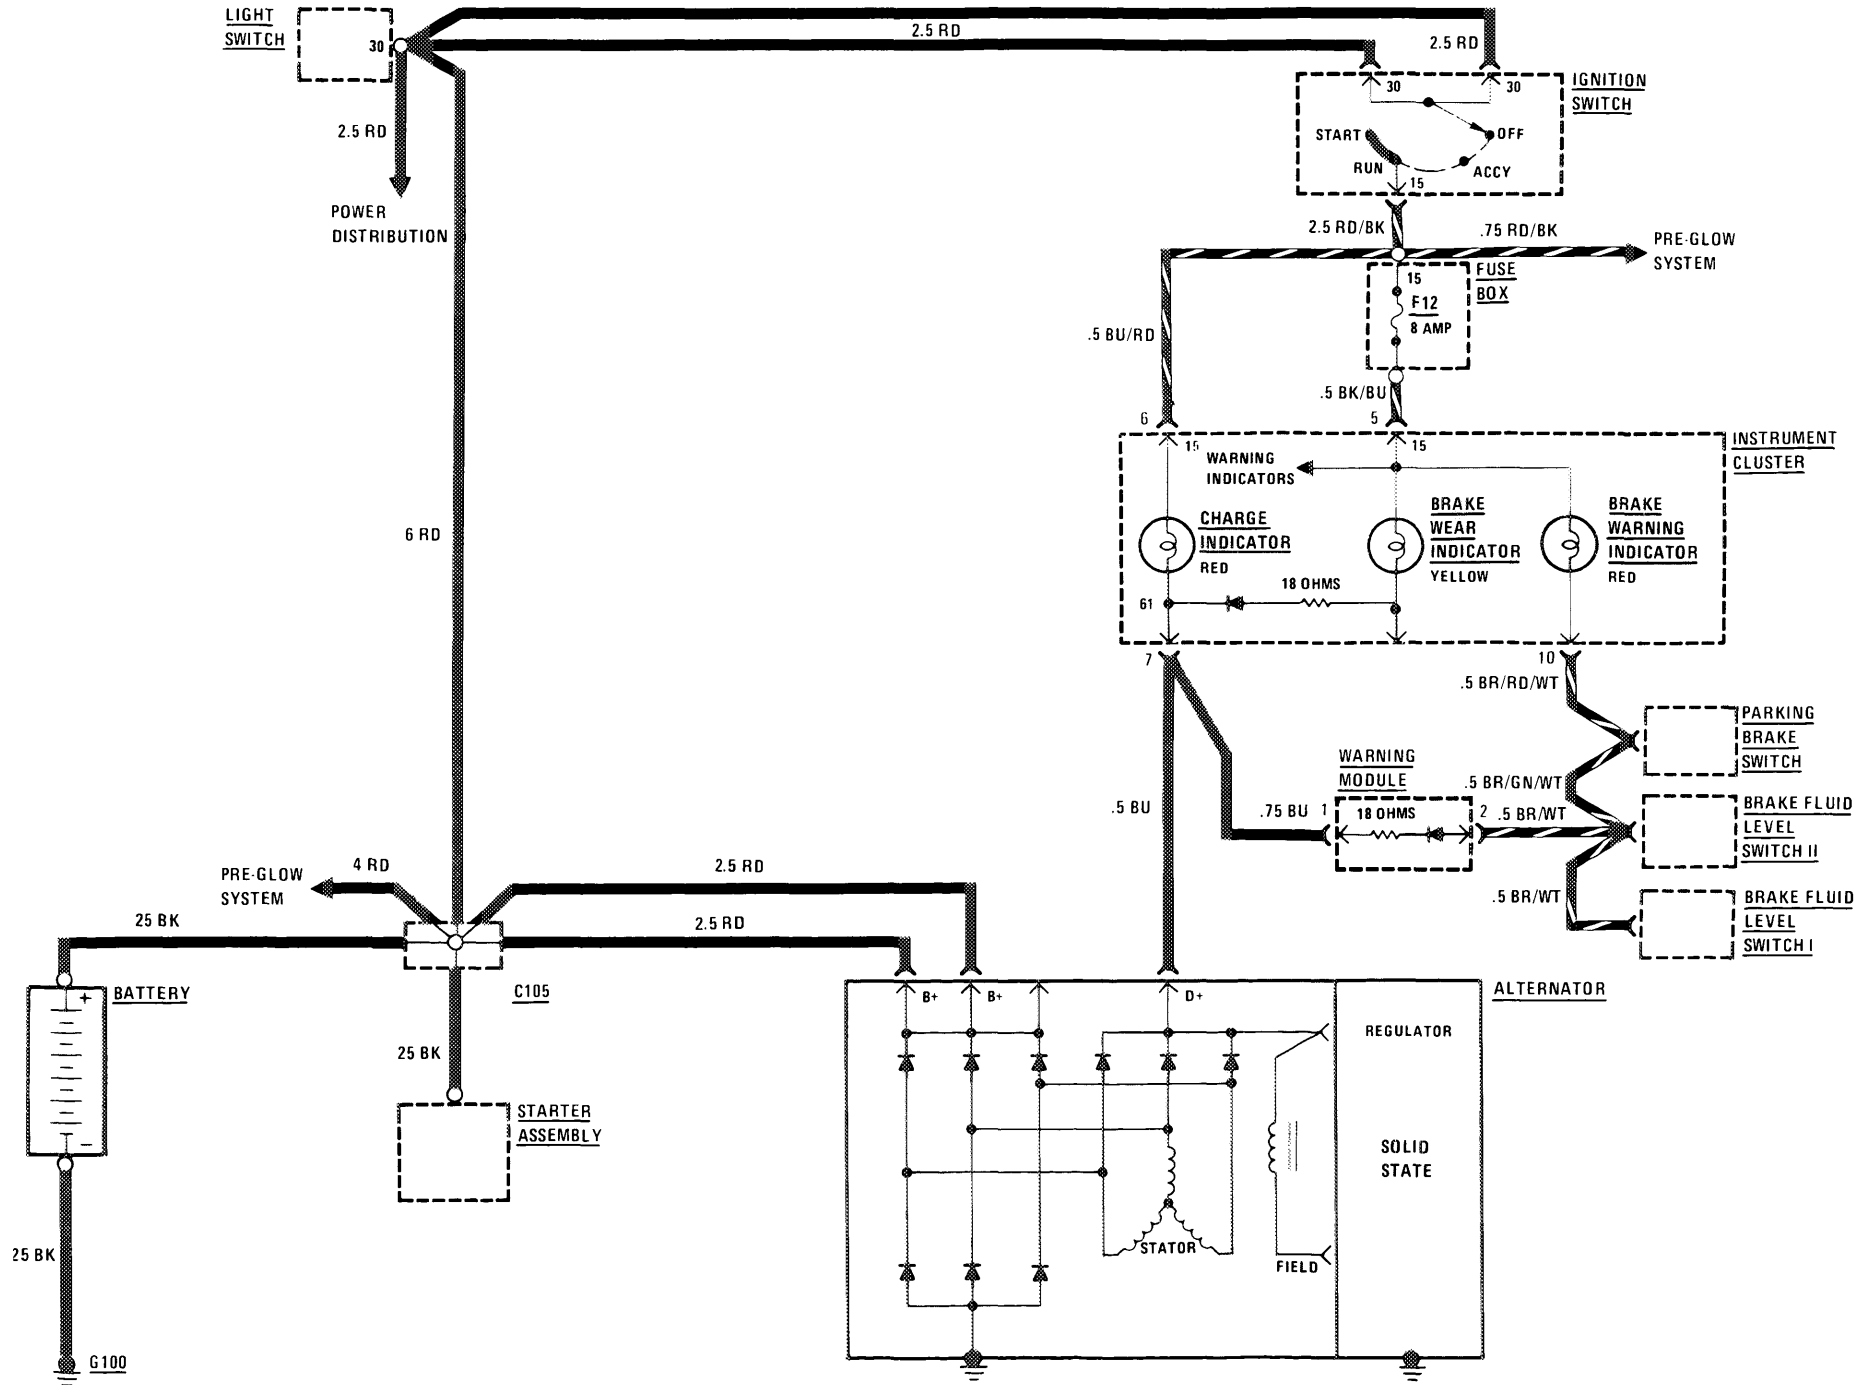 LIGHT
SWITCH
30
2.5 RD
2.5 RD
2.5 RD
POWER
DISTRIBUTION
30
30
IGNITION
SWITCH
START
OFF
RUN
ACCY
15
2.5 RD/BK
.75 RD/BK
PRE-GLOW
SYSTEM
15
F12
8 AMP
FUSE
BOX
.5 BU/RD
.5 BK/BU
6
5
15
15
INSTRUMENT
CLUSTER
WARNING
INDICATORS
CHARGE
INDICATOR
RED
BRAKE
WEAR
INDICATOR
YELLOW
BRAKE
WARNING
INDICATOR
RED
6 RD
61
18 OHMS
7
10
.5 BR/RD/WT
PARKING
BRAKE
SWITCH
WARNING
MODULE
.5 BR/GN/WT
.5 BU
.75 BU
1
18 OHMS
2
.5 BR/WT
BRAKE FLUID
LEVEL
SWITCH II
.5 BR/WT
BRAKE FLUID
LEVEL
SWITCH I
PRE-GLOW
SYSTEM
4 RD
2.5 RD
25 BK
2.5 RD
+
BATTERY
−
C105
25 BK
STARTER
ASSEMBLY
25 BK
G100
B+
B+
D+
ALTERNATOR
REGULATOR
SOLID
STATE
STATOR
FIELD